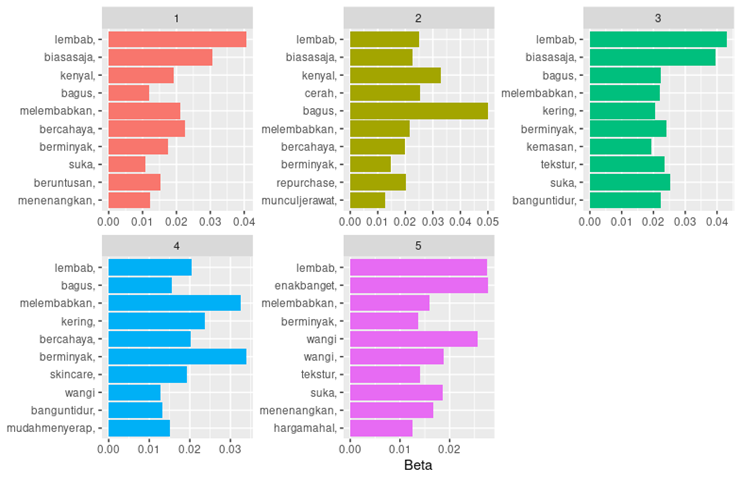 1
lembab,
biasasaja,
kenyal,
bagus,
melembabkan,
bercahaya,
berminyak,
suka,
beruntusan,
menenangkan,
0.00 0.01 0.02 0.03 0.04
2
lembab,
biasasaja,
kenyal,
cerah,
bagus,
melembabkan,
bercahaya,
berminyak,
repurchase,
munculjerawat,
0.00 0.01 0.02 0.03 0.04 0.05
3
lembab,
biasasaja,
bagus,
melembabkan,
kering,
berminyak,
kemasan,
tekstur,
suka,
banguntidur,
0.00 0.01 0.02 0.03 0.04
4
lembab,
bagus,
melembabkan,
kering,
bercahaya,
berminyak,
skincare,
wangi
banguntidur,
mudahmenyerap,
0.00 0.01 0.02 0.03
5
lembab,
enakbanget,
melembabkan,
berminyak,
wangi
wangi,
tekstur,
suka,
menenangkan,
hargamahal,
0.00 0.01 0.02
Beta